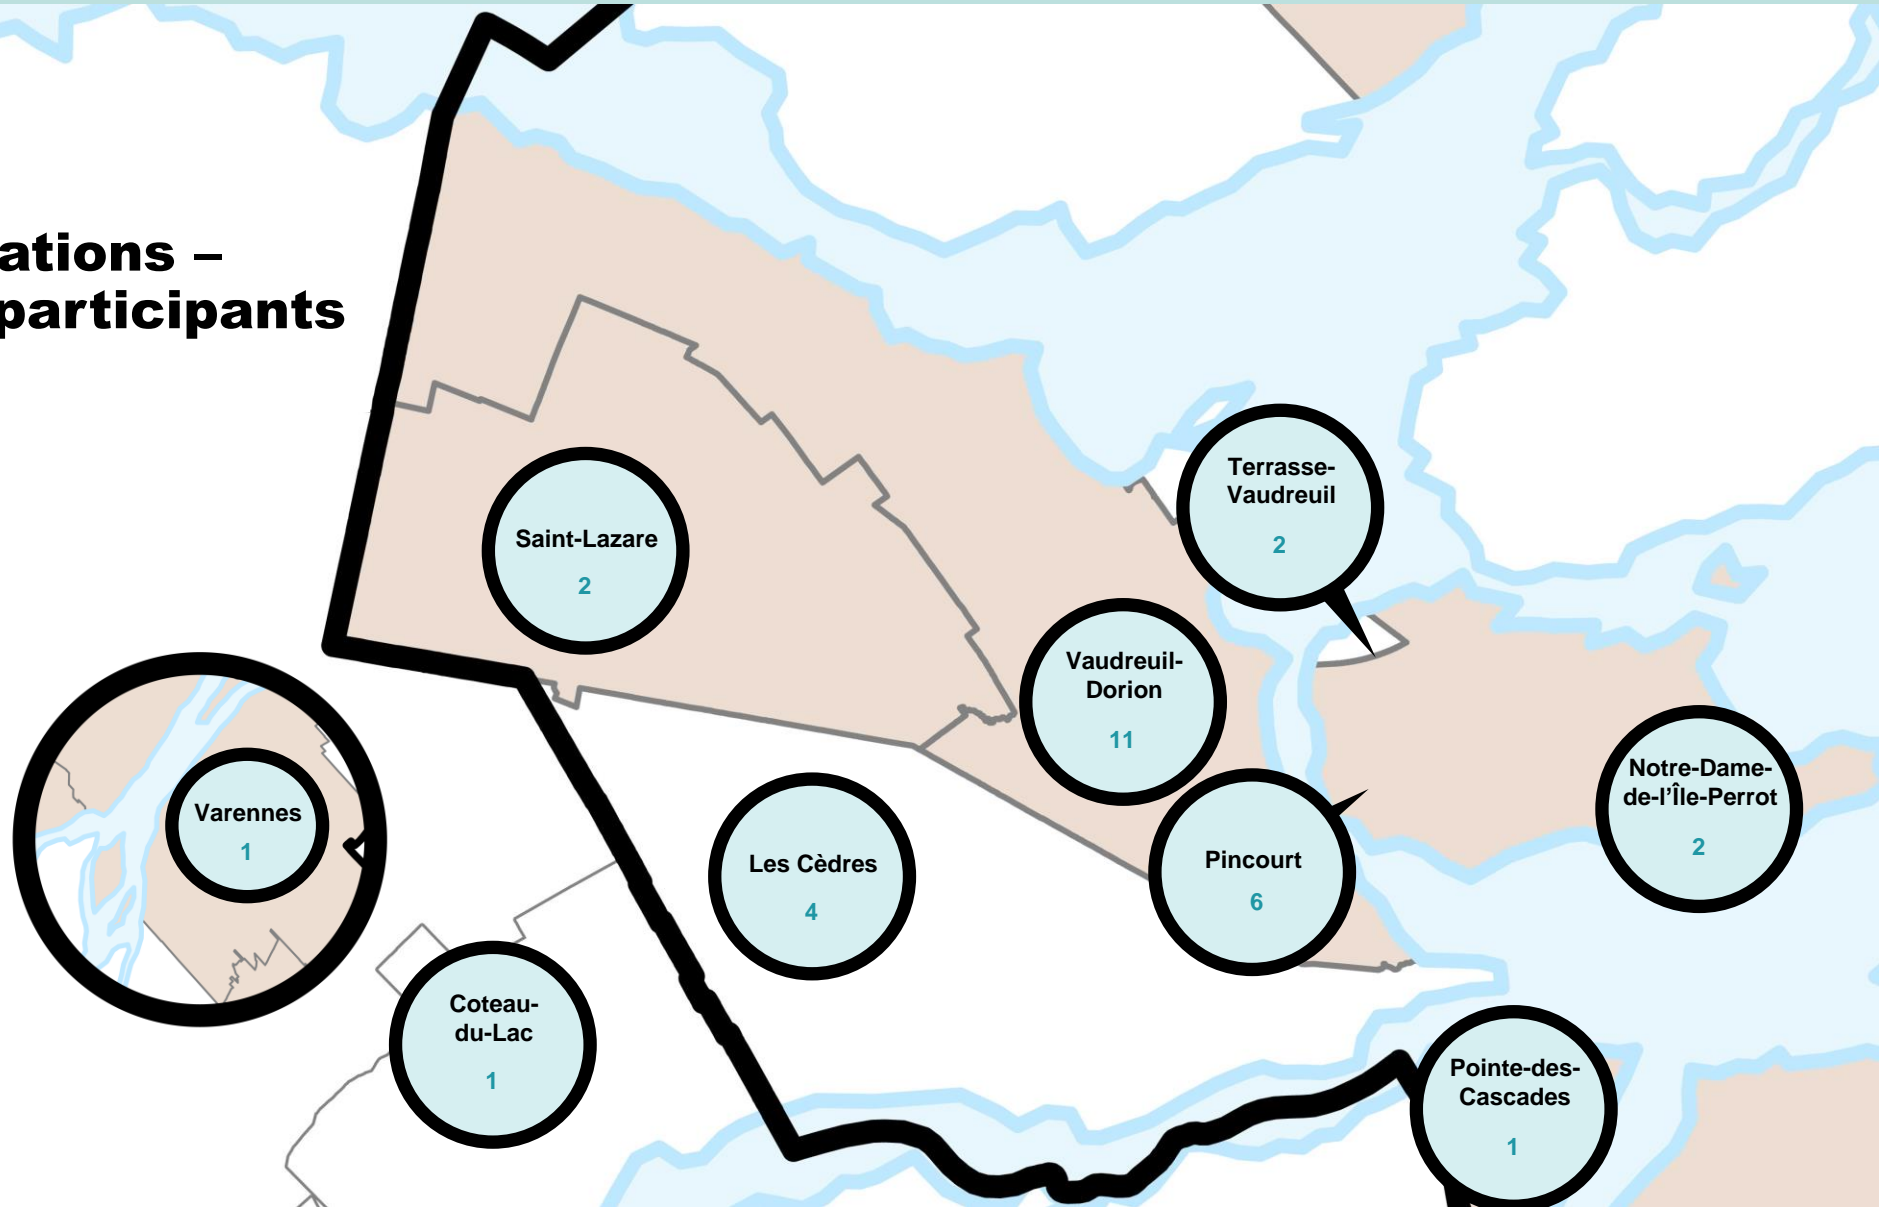 ations –
participants
Terrasse-
Vaudreuil
2
Saint-Lazare
2
Vaudreuil-
Dorion
11
Notre-Dame-
de-l'Île-Perrot
2
Varennes
1
Les Cèdres
4
Pincourt
6
Coteau-
du-Lac
1
Pointe-des-
Cascades
1